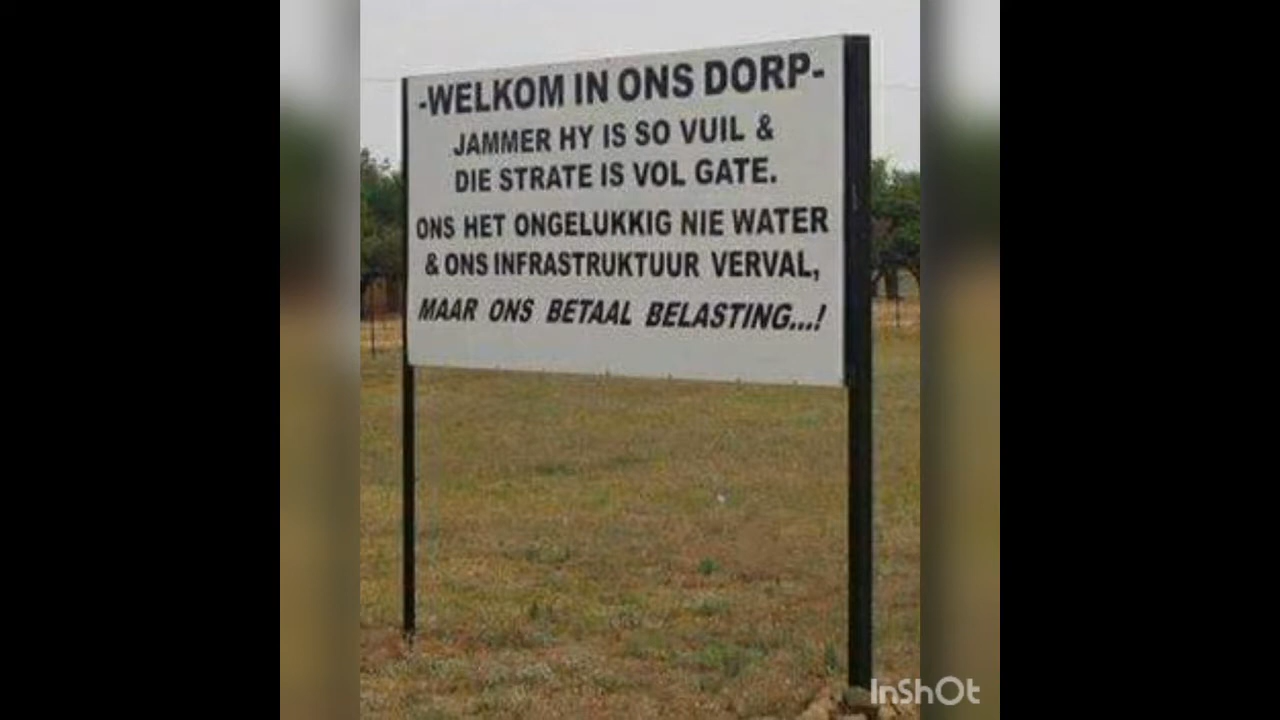 -WELKOM IN ONS DORP-
JAMMER HY IS SO VUIL &
DIE STRATE IS VOL GATE.
ONS HET ONGELUKKIG NIE WATER
& ONS INFRASTRUKTUUR VERVAL,
MAAR ONS BETAAL BELASTING...!
InShOt